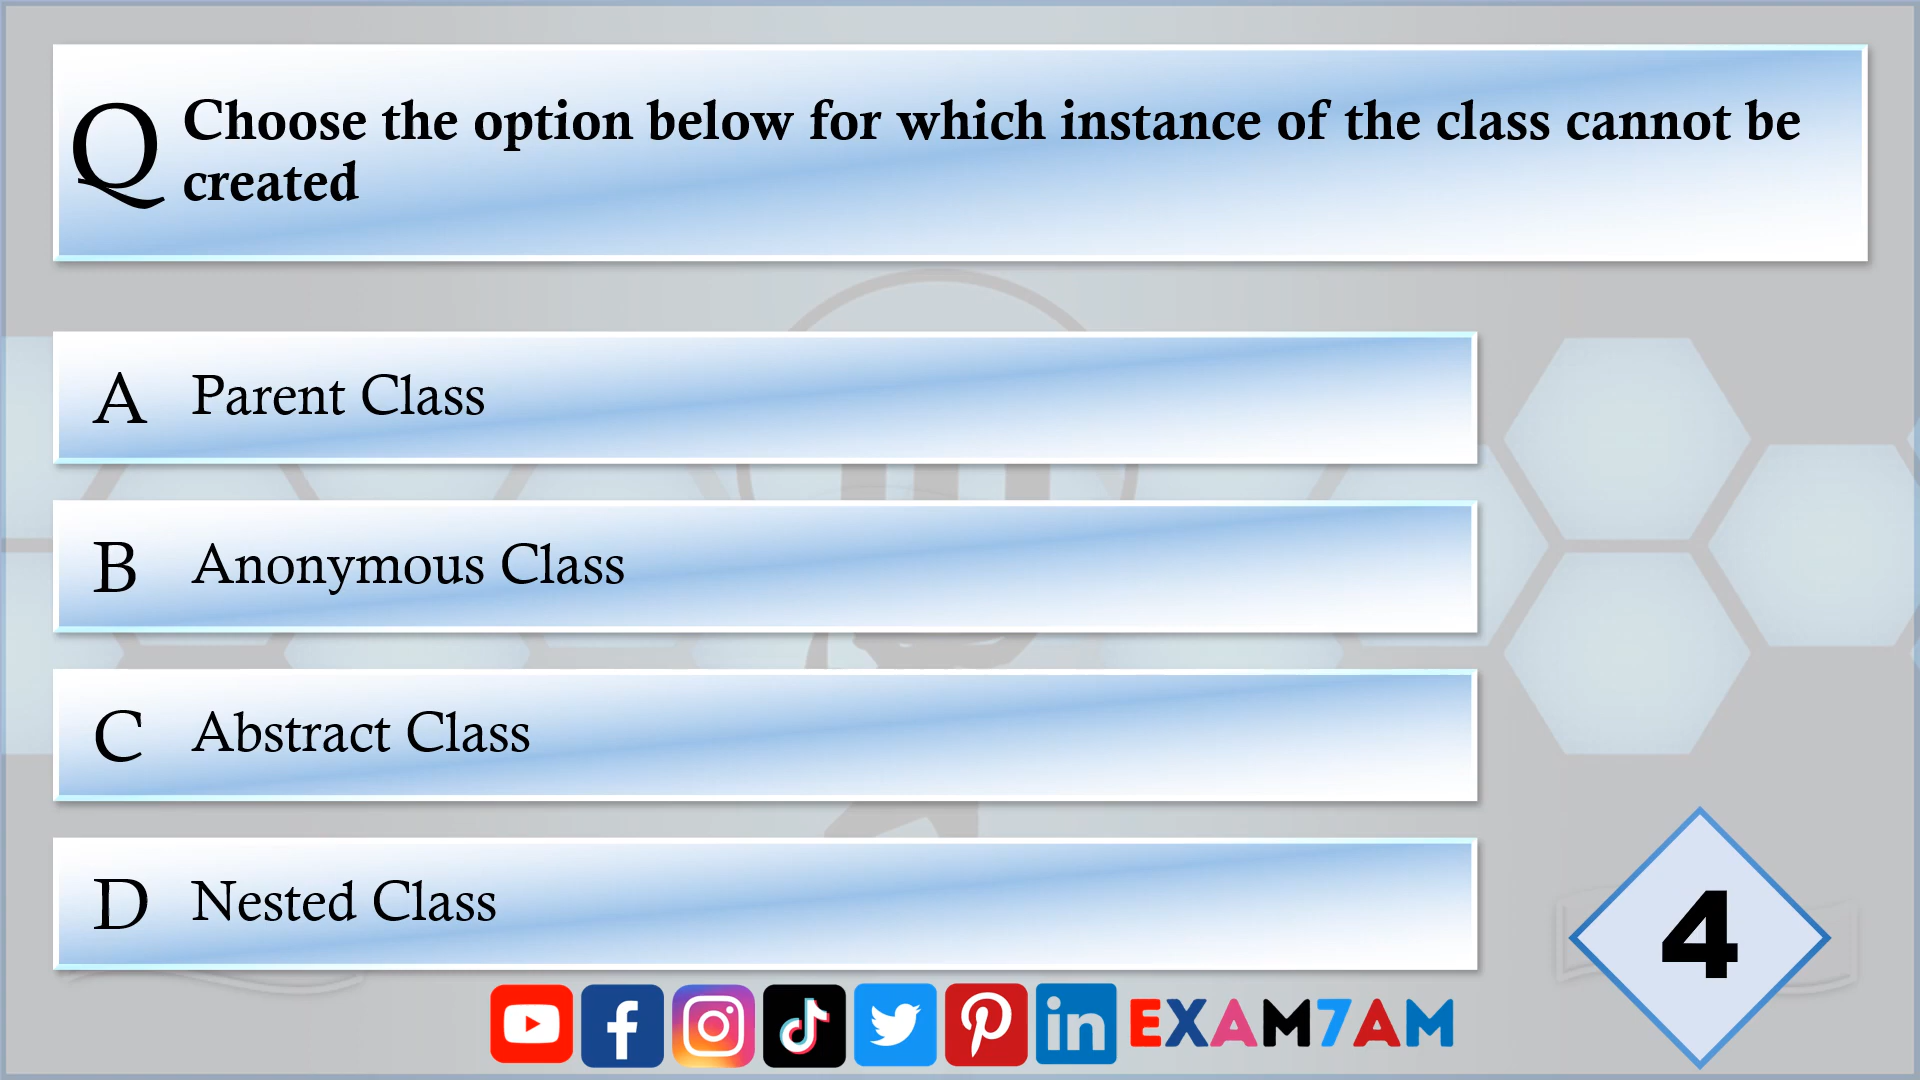 Q Choose the option below for which instance of the class cannot be
created
A Parent Class
B Anonymous Class
C Abstract Class
D Nested Class
4
EXAM7AM